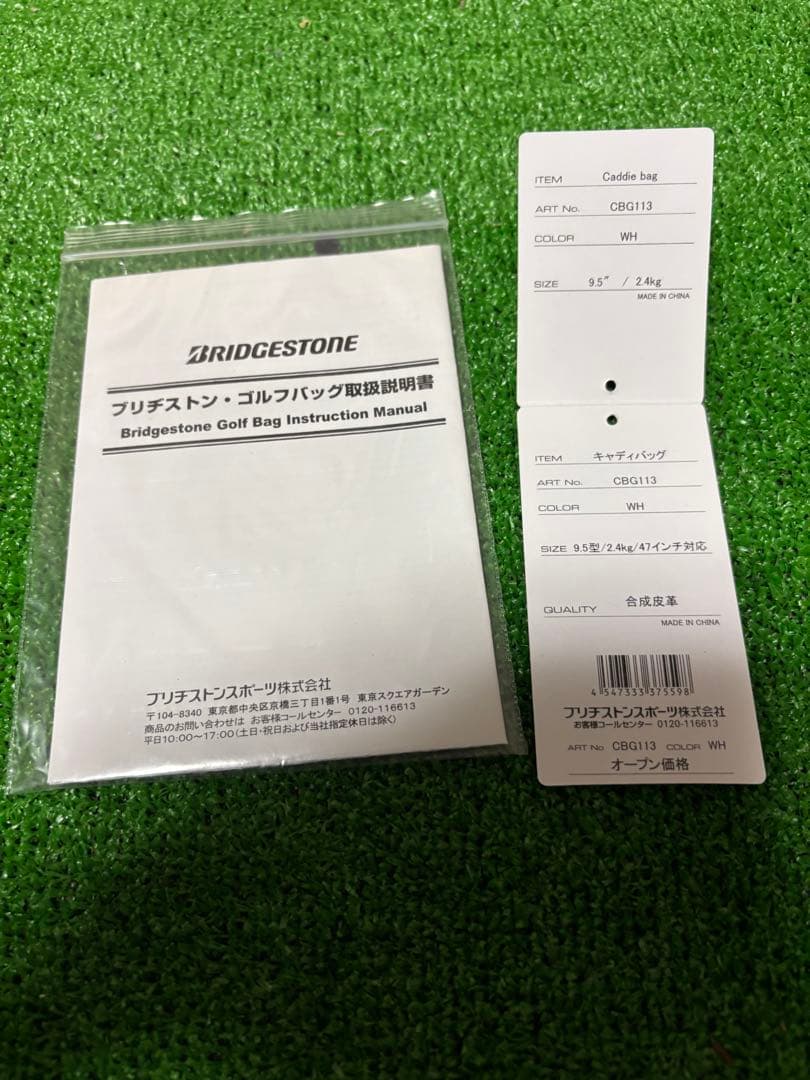 BRIDGESTONE
ブリヂストン・ゴルフバッグ取扱説明書
Bridgestone Golf Bag Instruction Manual
ブリヂストンスポーツ株式会社
〒104-8340 東京都中央区京橋三丁目1番1号 東京スクエアガーデン
商品のお問い合わせは お客様コールセンター 0120-116613
平日10:00〜17:00(土日・祝日および当社指定休日は除く)
ITEM Caddie bag
ART No. CBG113
COLOR WH
SIZE 9.5″ / 2.4kg
MADE IN CHINA
ITEM キャディバッグ
ART No. CBG113
COLOR WH
SIZE 9.5型/2.4kg/47インチ対応
QUALITY 合成皮革
MADE IN CHINA
4 547333 375598
ブリヂストンスポーツ株式会社
お客様コールセンター 0120-116613
ART No CBG113 COLOR WH
オープン価格